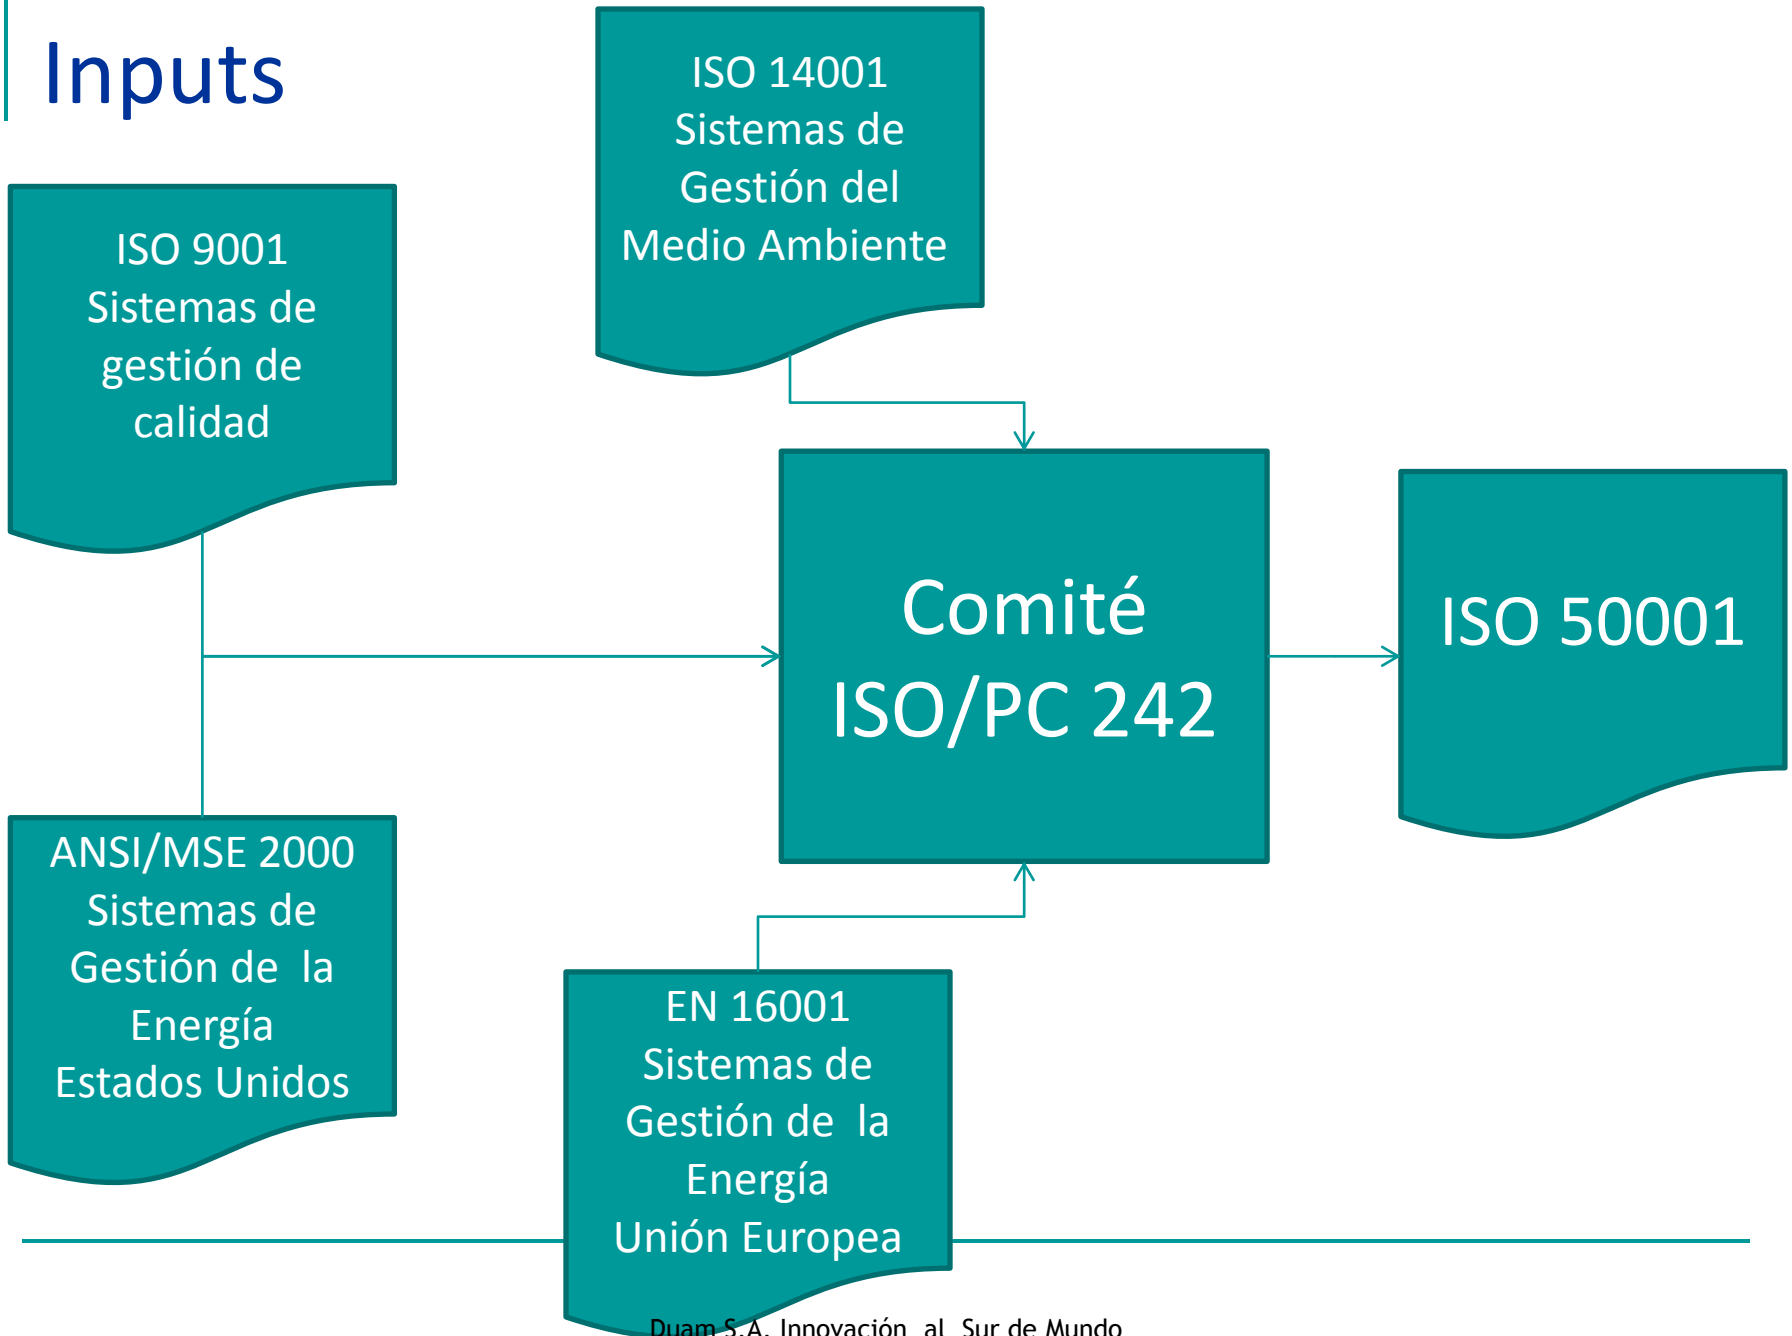 Inputs
ISO 14001
Sistemas de
Gestión del
Medio Ambiente
ISO 9001
Sistemas de
gestión de
calidad
Comité
ISO/PC 242
ISO 50001
ANSI/MSE 2000
Sistemas de
Gestión de la
Energía
Estados Unidos
EN 16001
Sistemas de
Gestión de la
Energía
Unión Europea
Duam S.A. Innovación al Sur de Mundo